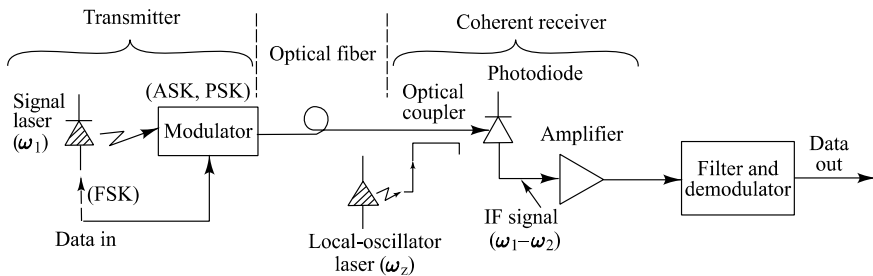 Transmitter
Optical fiber
Coherent receiver
Photodiode
Signal
laser
(ω₁)
(ASK, PSK)
Modulator
Optical
coupler
Amplifier
Filter and
demodulator
Data
out
(FSK)
Data in
Local-oscillator
laser (ω_z)
IF signal
(ω₁–ω₂)